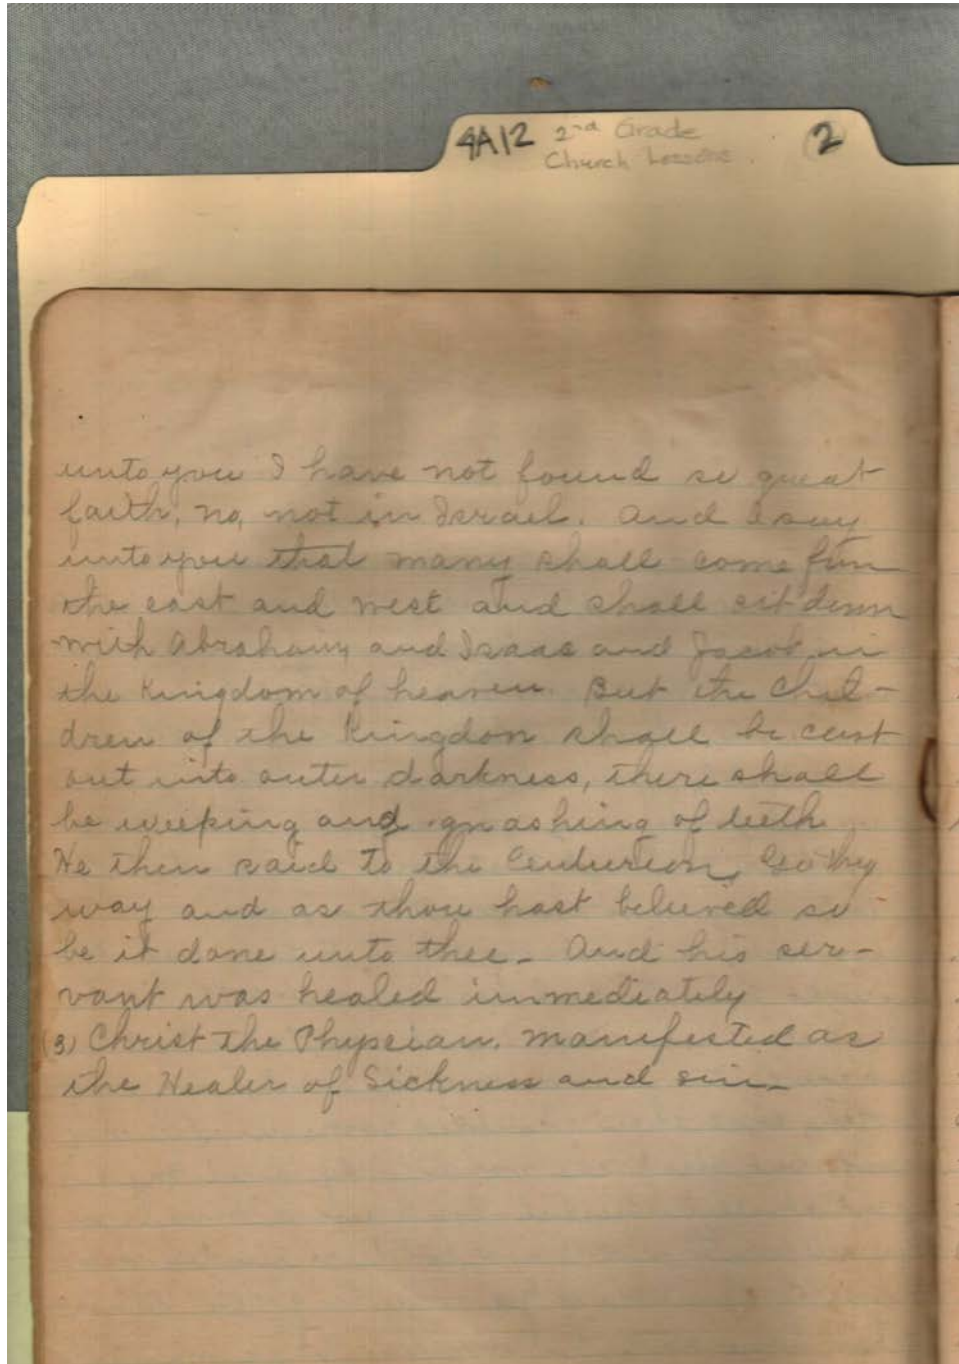 4A12 2nd Grade 2
Church Lessons.
unto you I have not found so great
faith, no, not in Israel. And I say
unto you that many shall come from
the east and west and shall sit down
with Abraham, and Isaac and Jacob in
the Kingdom of heaven. But the Chil-
dren of the Kingdon shall be cast
out into outer darkness, there shall
be weeping and gnashing of teeth.
He then said to the Centurion, Go thy
way and as thou hast believed so
be it done unto thee. And his ser-
vant was healed immediately
(3) Christ the Physcian. manifested as
the Healer of Sickness and sin.